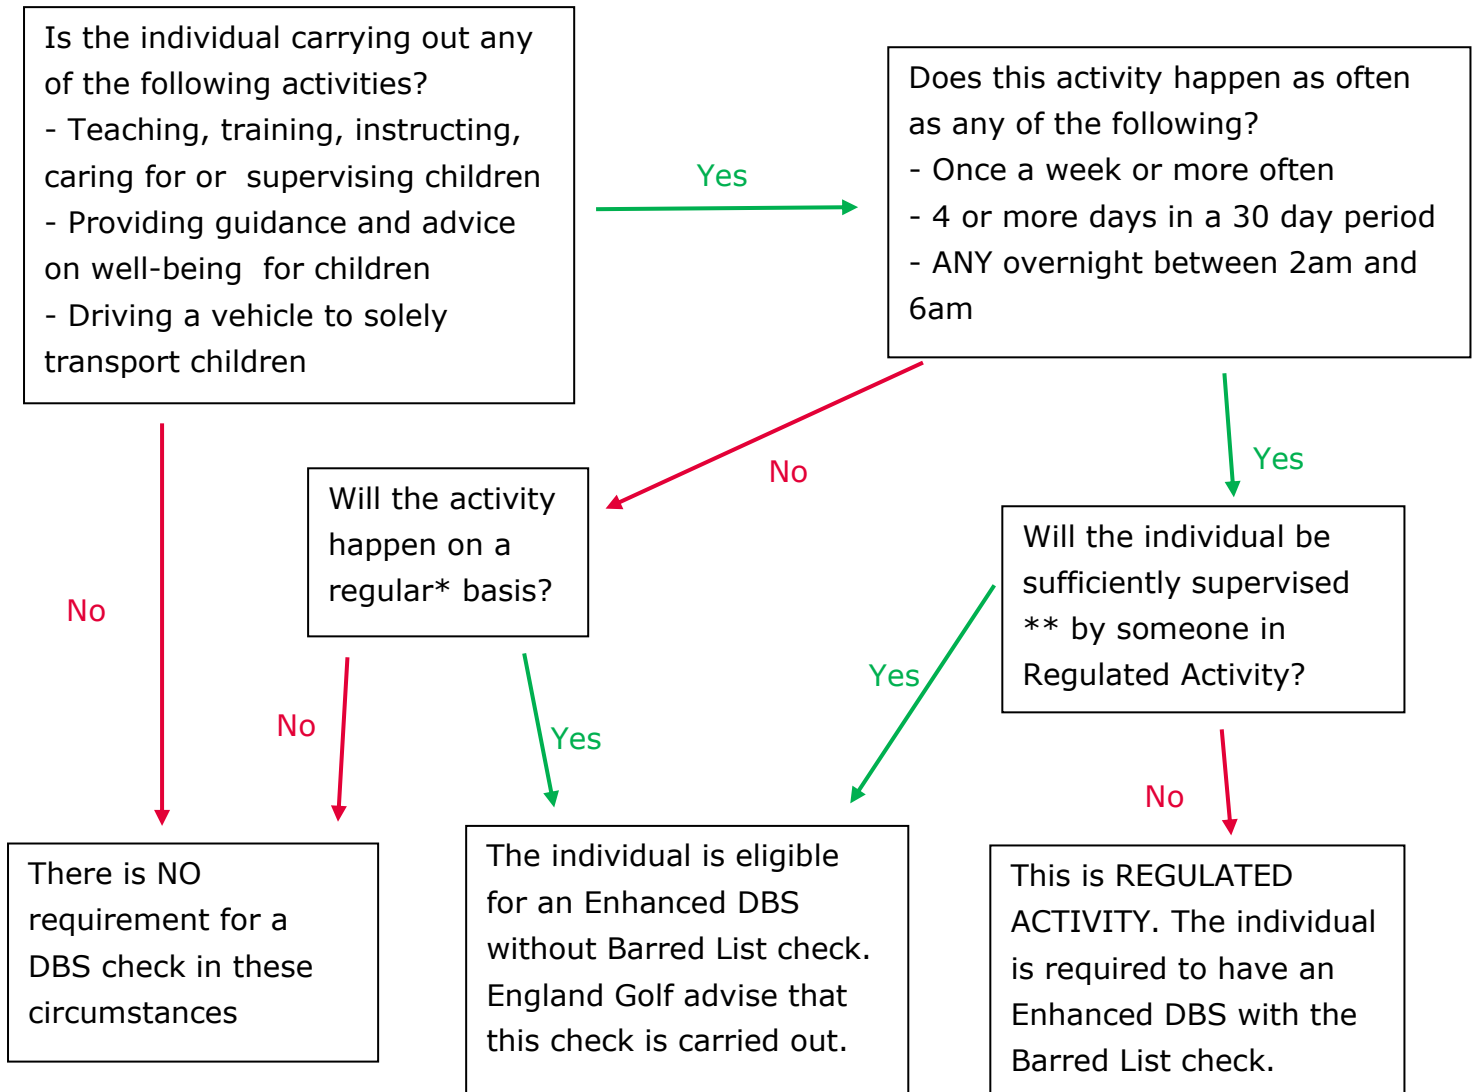 Is the individual carrying out any
of the following activities?
- Teaching, training, instructing,
caring for or supervising children
- Providing guidance and advice
on well-being for children
- Driving a vehicle to solely
transport children
Yes
Does this activity happen as often
as any of the following?
- Once a week or more often
- 4 or more days in a 30 day period
- ANY overnight between 2am and
6am
No
Yes
Will the activity
happen on a
regular* basis?
Will the individual be
sufficiently supervised
** by someone in
Regulated Activity?
No
No
Yes
Yes
No
There is NO
requirement for a
DBS check in these
circumstances
The individual is eligible
for an Enhanced DBS
without Barred List check.
England Golf advise that
this check is carried out.
This is REGULATED
ACTIVITY. The individual
is required to have an
Enhanced DBS with the
Barred List check.